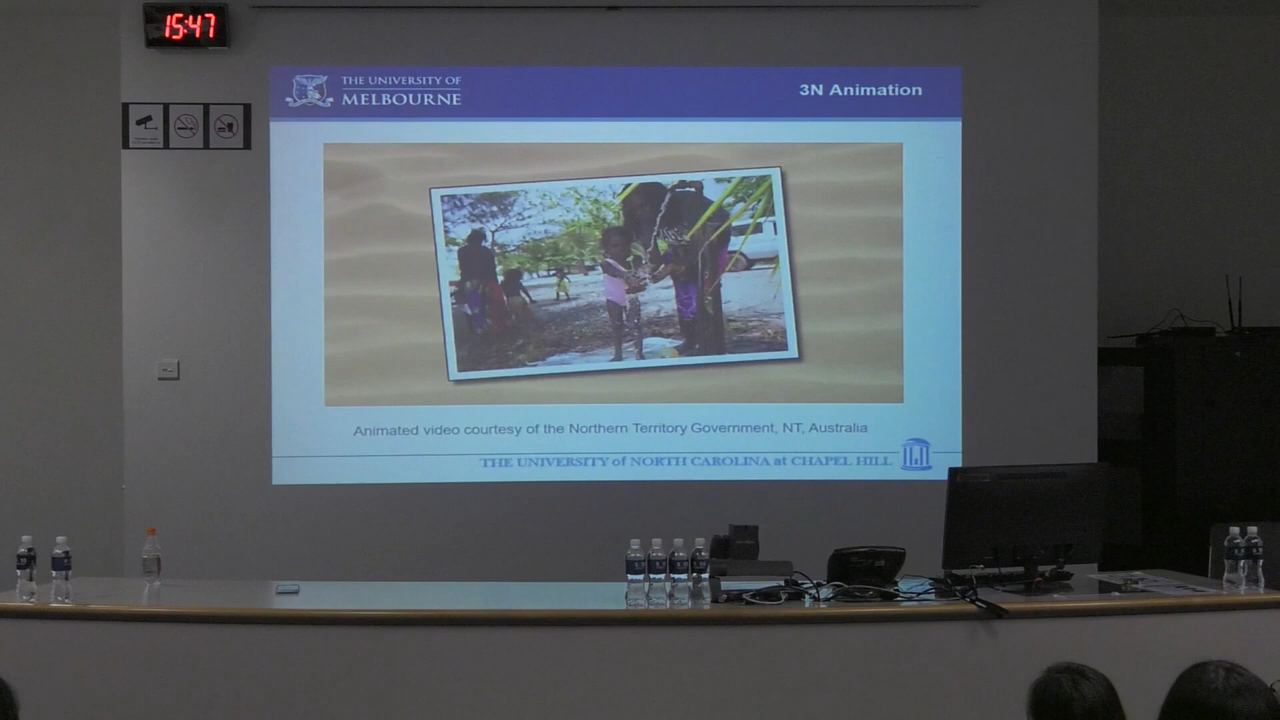 15:47
THE UNIVERSITY OF
MELBOURNE
3N Animation
Animated video courtesy of the Northern Territory Government, NT, Australia
THE UNIVERSITY of NORTH CAROLINA at CHAPEL HILL